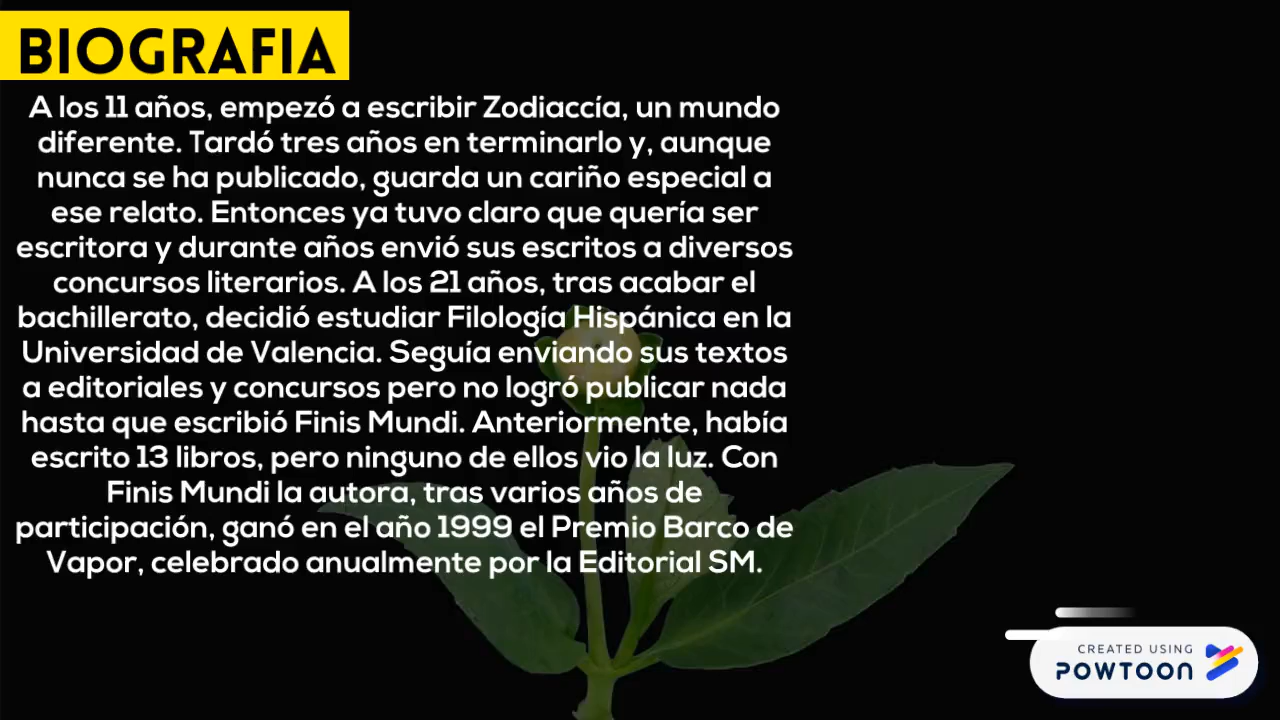 BIOGRAFIA
A los 11 años, empezó a escribir Zodiaccía, un mundo
diferente. Tardó tres años en terminarlo y, aunque
nunca se ha publicado, guarda un cariño especial a
ese relato. Entonces ya tuvo claro que quería ser
escritora y durante años envió sus escritos a diversos
concursos literarios. A los 21 años, tras acabar el
bachillerato, decidió estudiar Filología Hispánica en la
Universidad de Valencia. Seguía enviando sus textos
a editoriales y concursos pero no logró publicar nada
hasta que escribió Finis Mundi. Anteriormente, había
escrito 13 libros, pero ninguno de ellos vio la luz. Con
Finis Mundi la autora, tras varios años de
participación, ganó en el año 1999 el Premio Barco de
Vapor, celebrado anualmente por la Editorial SM.
CREATED USING
POWTOON